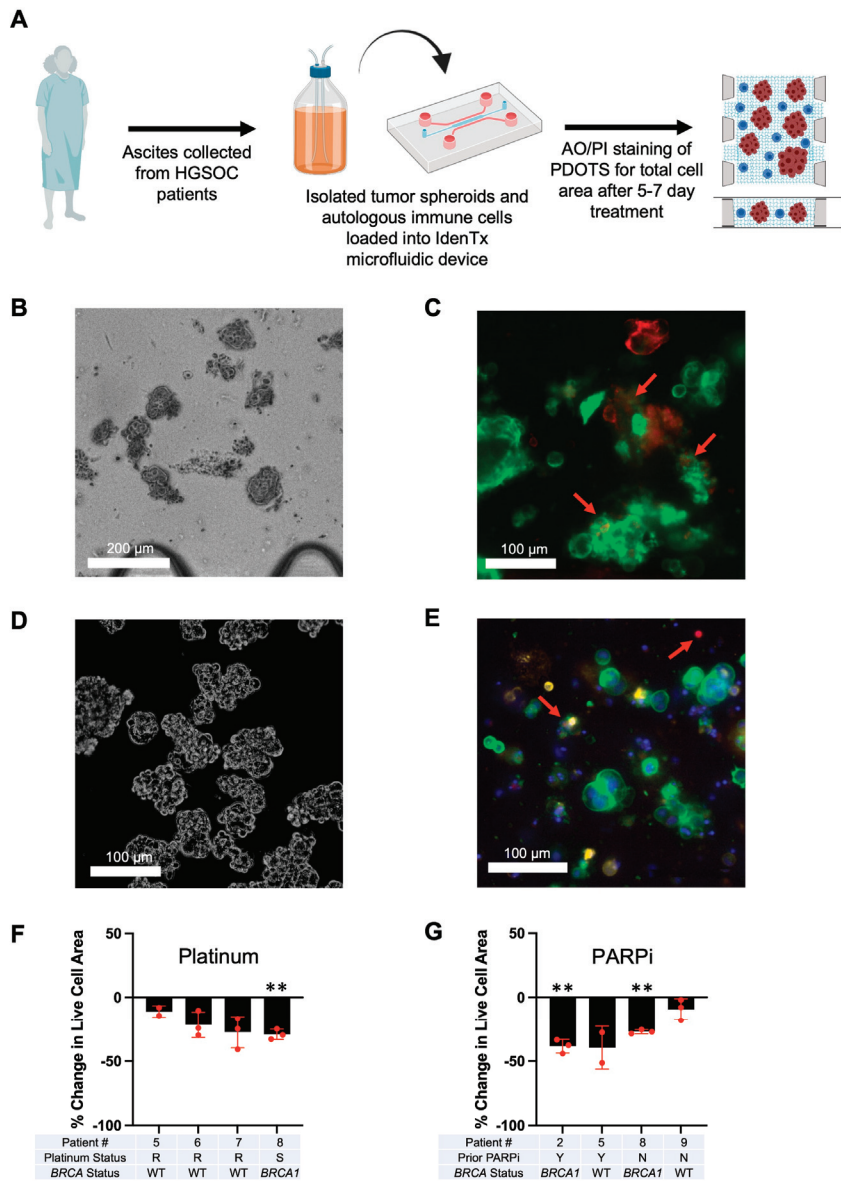 A
Ascites collected
from HGSOC
patients
Isolated tumor spheroids and
autologous immune cells
loaded into IdenTx
microfluidic device
AO/PI staining of
PDOTS for total cell
area after 5-7 day
treatment
B
200 µm
C
100 µm
D
100 µm
E
100 µm
F
% Change in Live Cell Area
50
0
-50
-100
Platinum
**
Patient # 5 6 7 8
Platinum Status R R R S
BRCA Status WT WT WT BRCA1
G
% Change in Live Cell Area
50
0
-50
-100
PARPi
** **
Patient # 2 5 8 9
Prior PARPi Y Y N N
BRCA Status BRCA1 WT BRCA1 WT